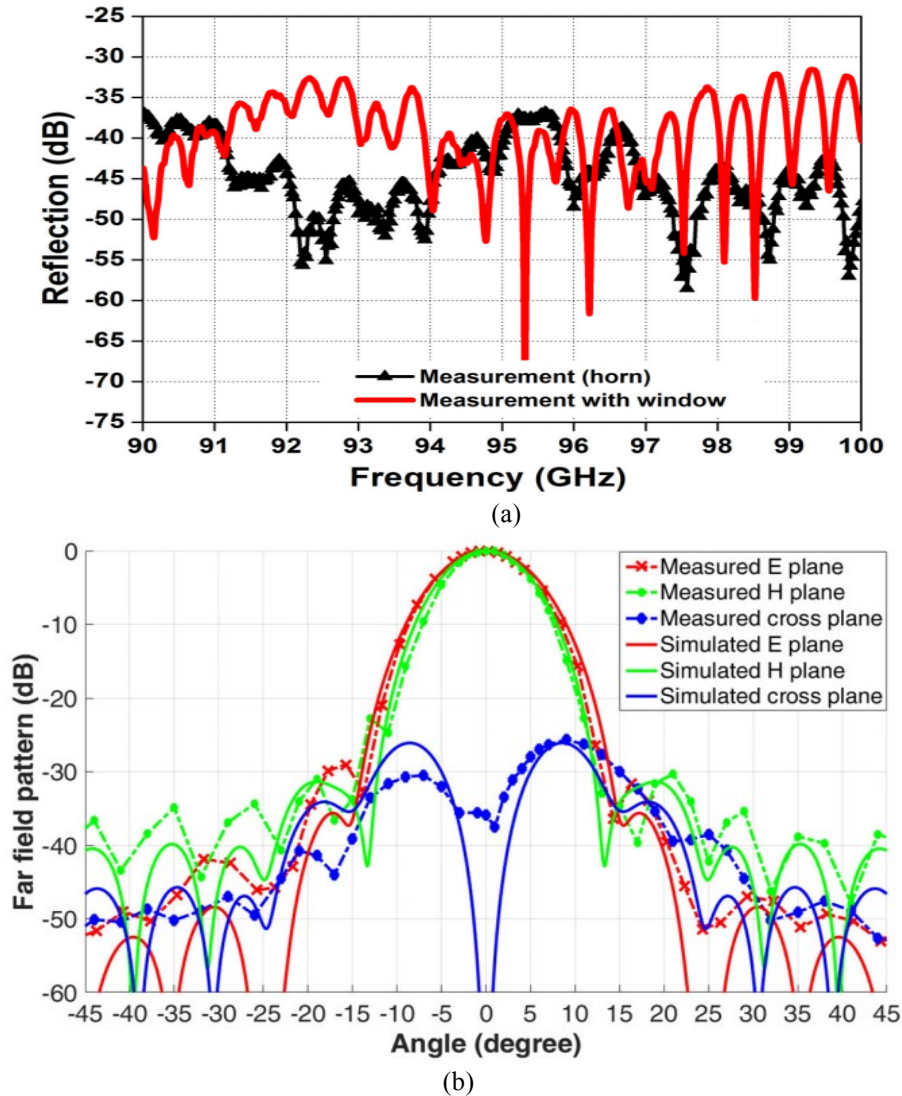 -25
-30
-35
-40
-45
-50
-55
-60
-65
-70
-75
Reflection (dB)
Measurement (horn)
Measurement with window
90 91 92 93 94 95 96 97 98 99 100
Frequency (GHz)
(a)
0
-10
-20
-30
-40
-50
-60
Far field pattern (dB)
Measured E plane
Measured H plane
Measured cross plane
Simulated E plane
Simulated H plane
Simulated cross plane
-45 -40 -35 -30 -25 -20 -15 -10 -5 0 5 10 15 20 25 30 35 40 45
Angle (degree)
(b)